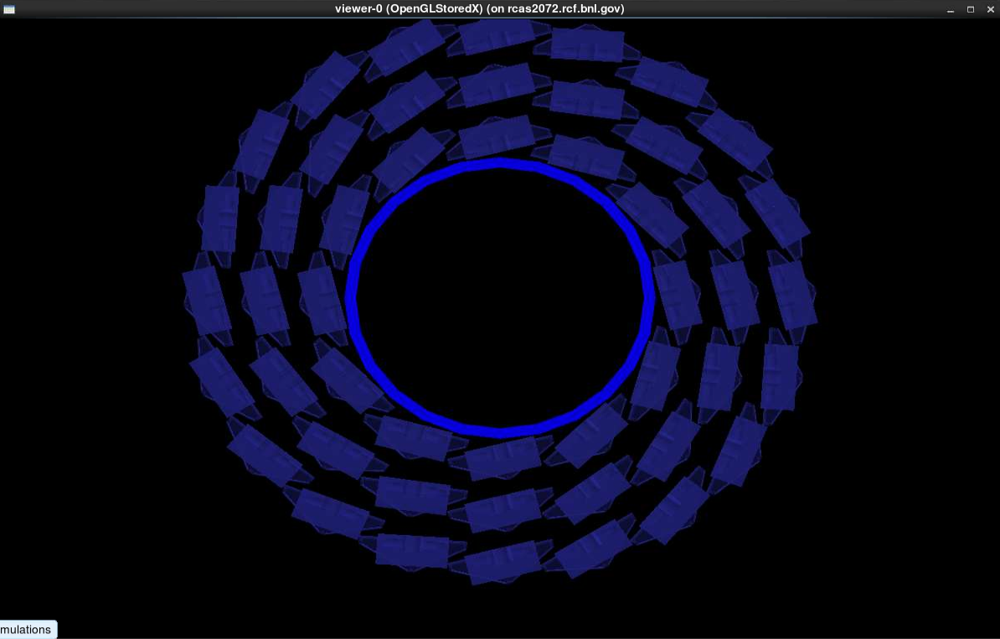 viewer-0 (OpenGLStoredX) (on rcas2072.rcf.bnl.gov)
mulations